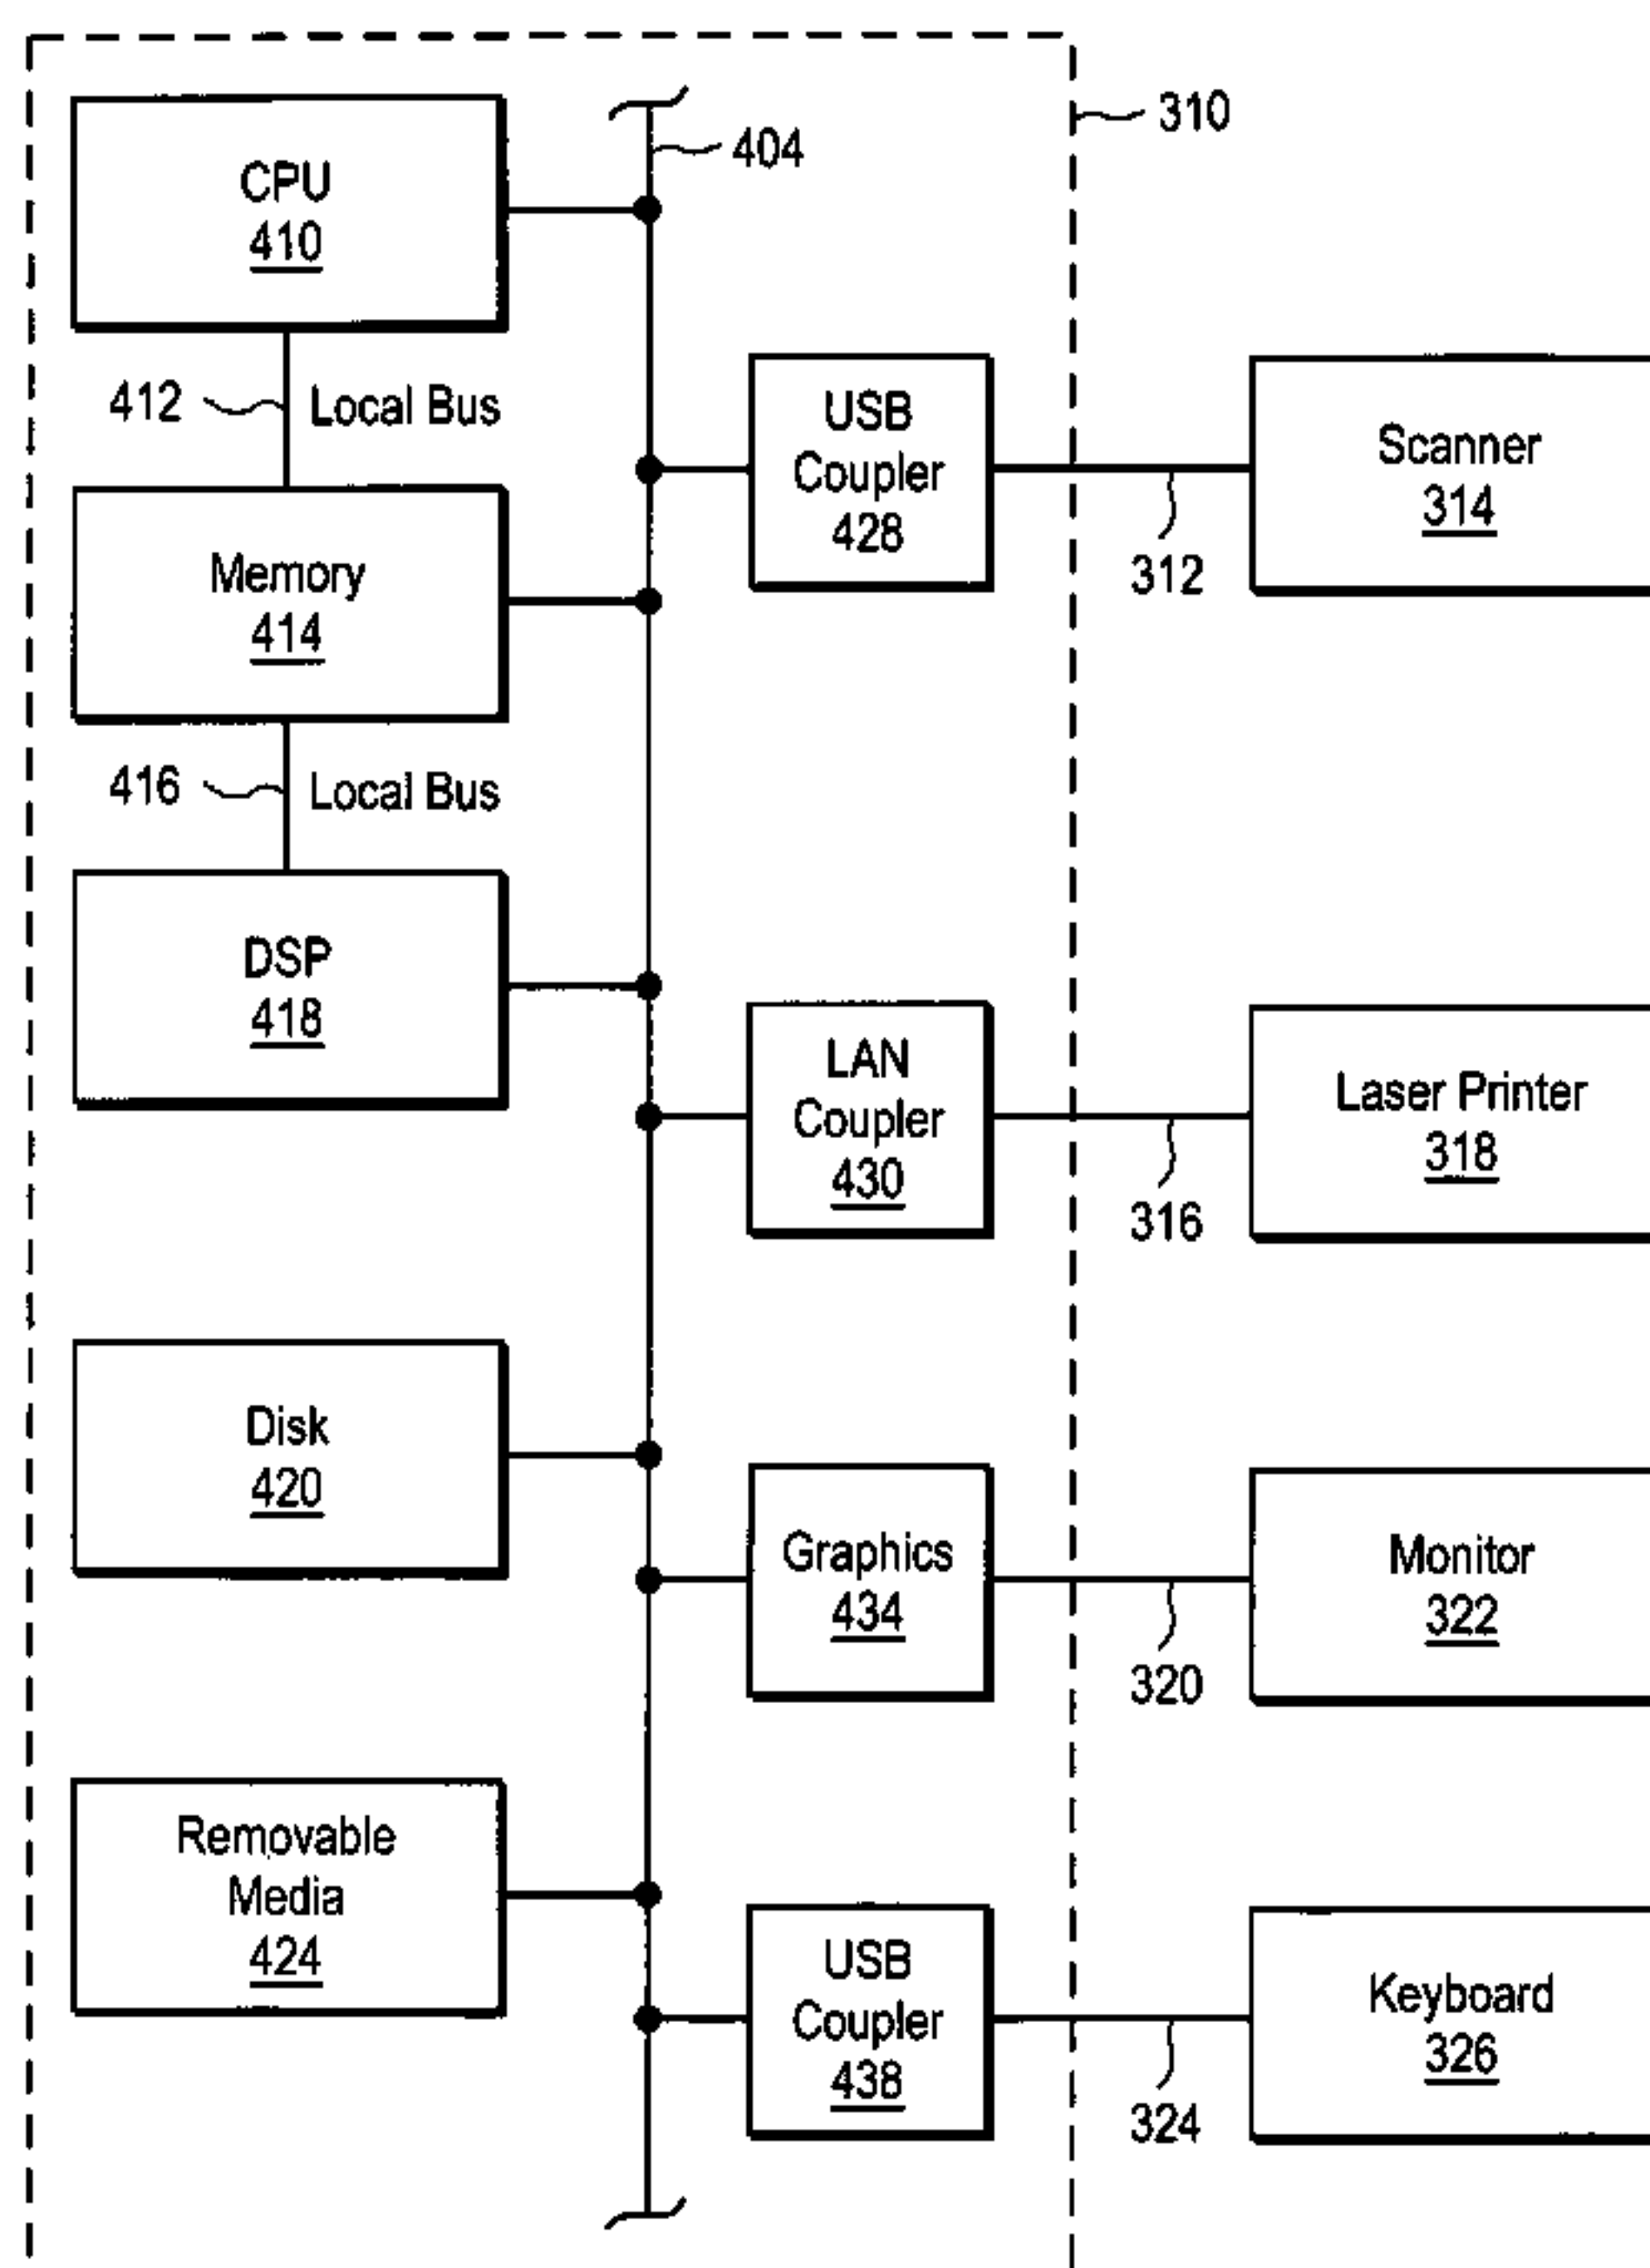 310
404
CPU
410
412
Local Bus
USB
Coupler
428
Scanner
314
312
Memory
414
416
Local Bus
DSP
418
LAN
Coupler
430
Laser Printer
318
316
Disk
420
Graphics
434
Monitor
322
320
Removable
Media
424
USB
Coupler
438
Keyboard
326
324